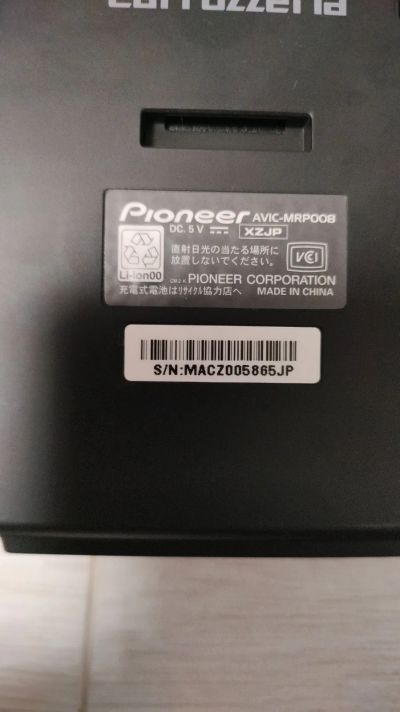 carrozzeria
Pioneer AVIC-MRP008
DC. 5 V XZJP
直射日光の当たる場所に
放置しないでください。
VCI
Li-ion00
PIONEER CORPORATION
充電式電池はリサイクル協力店へ MADE IN CHINA
S/N:MACZ005865JP